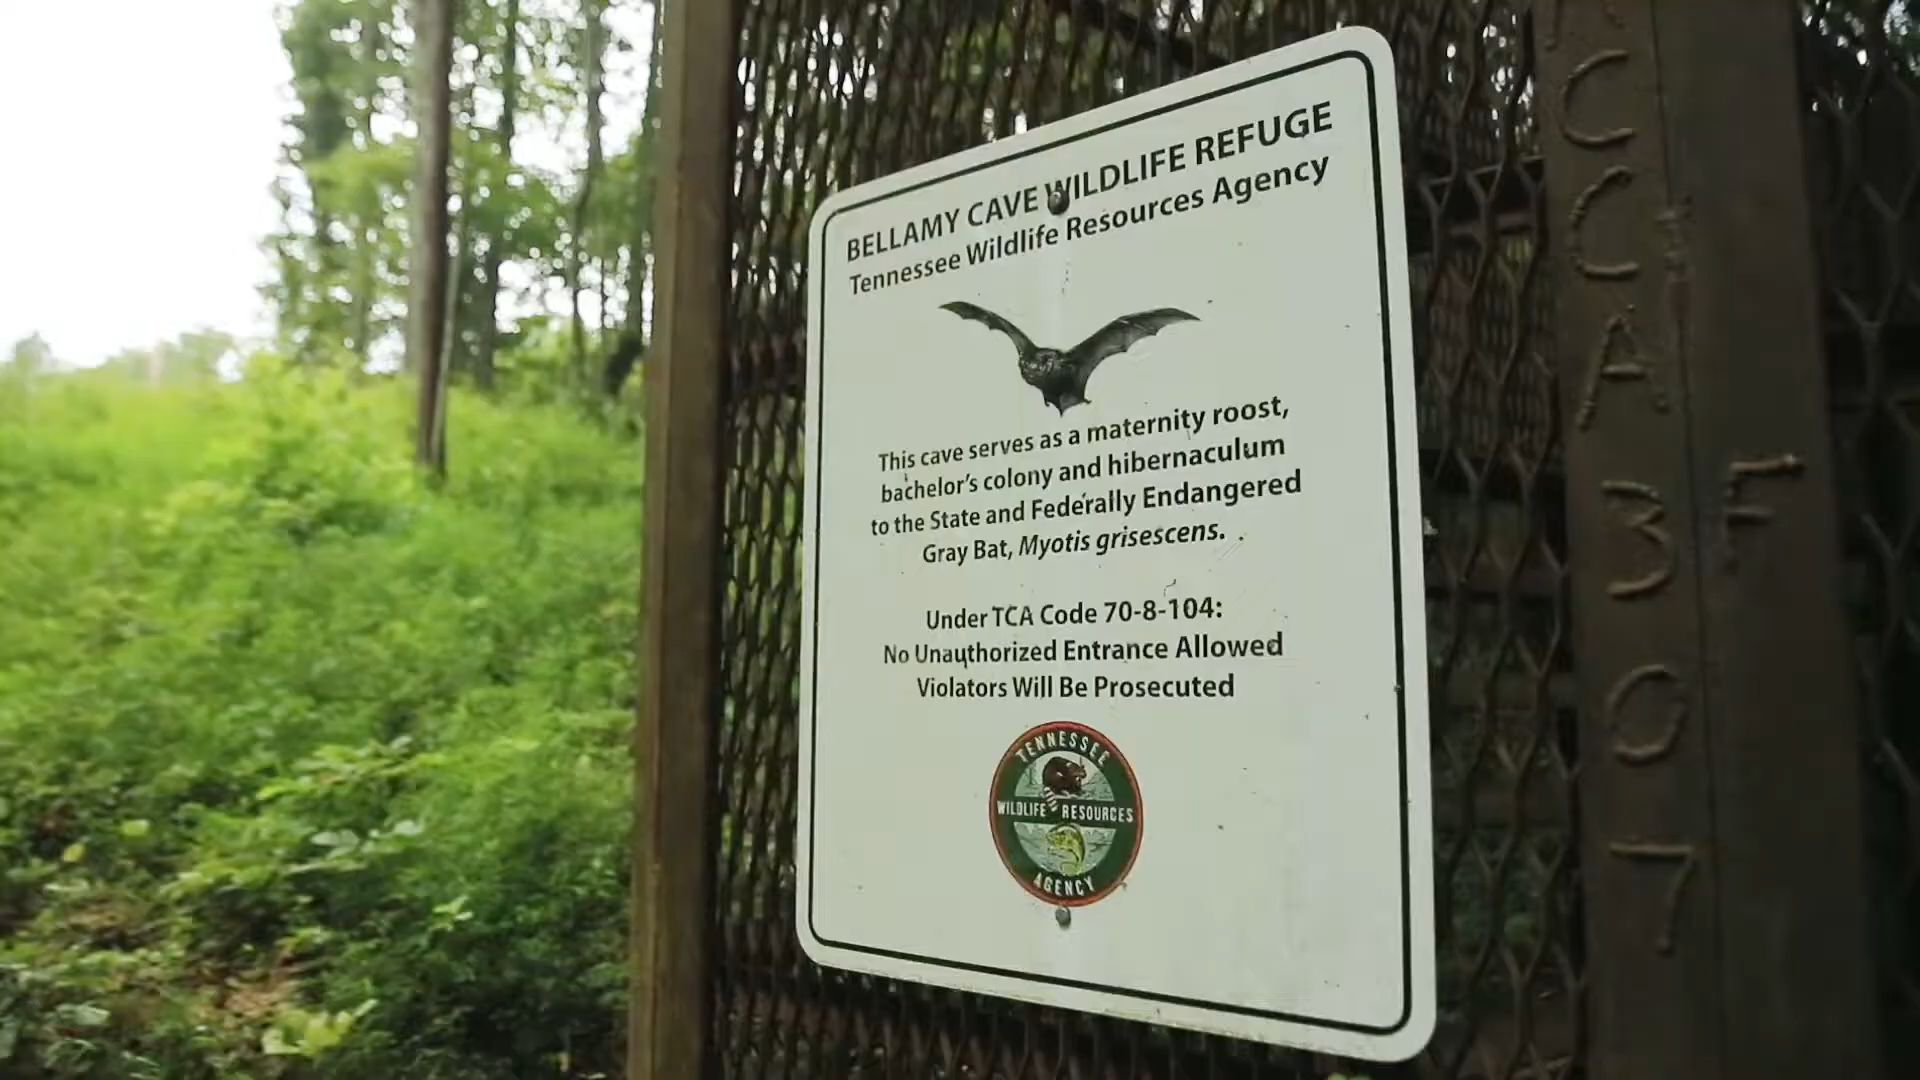 BELLAMY CAVE WILDLIFE REFUGE
Tennessee Wildlife Resources Agency
This cave serves as a maternity roost,
bachelor's colony and hibernaculum
to the State and Federally Endangered
Gray Bat, Myotis grisescens.
Under TCA Code 70-8-104:
No Unauthorized Entrance Allowed
Violators Will Be Prosecuted
TENNESSEE
WILDLIFE RESOURCES
AGENCY
C
C
A
3
0
7
F